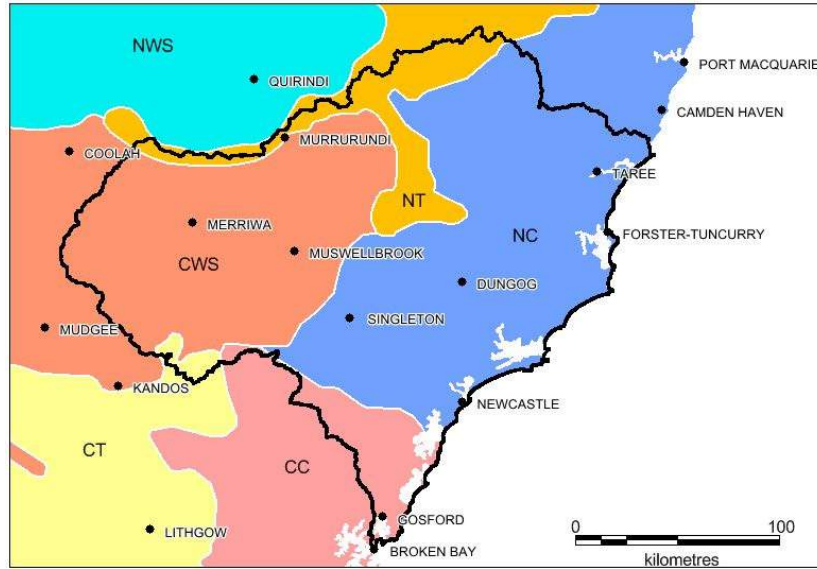 NWS
QUIRINDI
PORT MACQUARIE
CAMDEN HAVEN
MURRURUNDI
COOLAH
TAREE
NT
MERRIWA
FORSTER-TUNCURRY
NC
MUSWELLBROOK
CWS
DUNGOG
SINGLETON
MUDGEE
KANDOS
NEWCASTLE
CT
CC
GOSFORD
LITHGOW
BROKEN BAY
0 100
kilometres